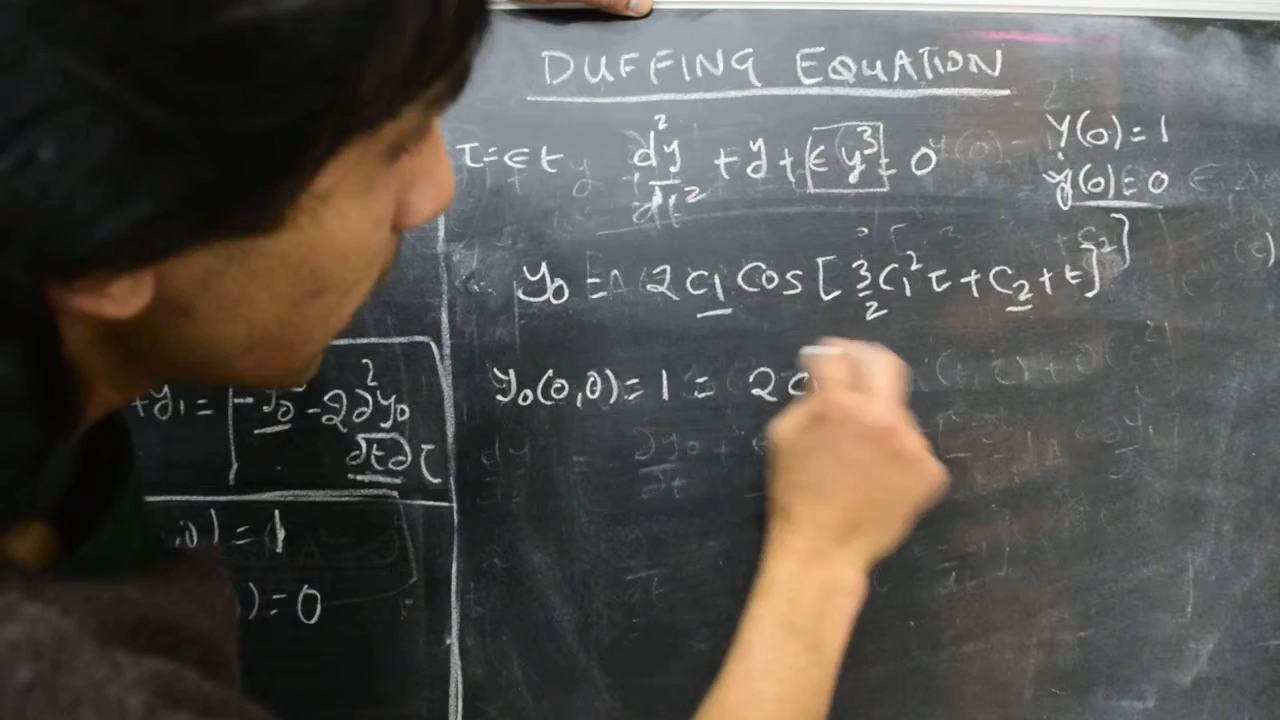 DUFFING EQUATION
τ=ϵt d²y/dt² + y + ϵy³ = 0
y(0)=1
ẏ(0)=0
y₀ = 2c₁ cos[3/2 c₁² τ + c₂ + t]
y₀(0,0)=1 = 2c
+y₁ = -y₀³ -2∂²y₀/∂t∂τ
,0)=1
)=0